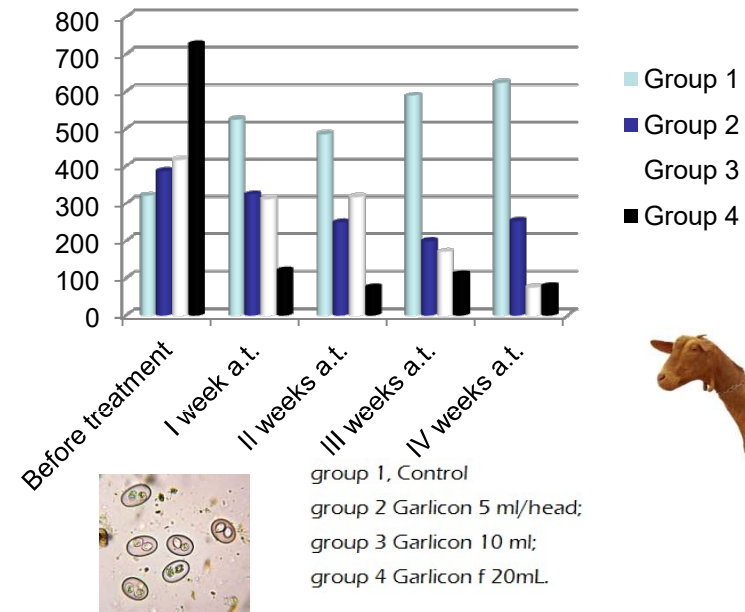 800
700
600
500
400
300
200
100
0
Before treatment
I week a.t.
II weeks a.t.
III weeks a.t.
IV weeks a.t.
Group 1
Group 2
Group 3
Group 4
group 1, Control
group 2 Garlicon 5 ml/head;
group 3 Garlicon 10 ml;
group 4 Garlicon f 20mL.